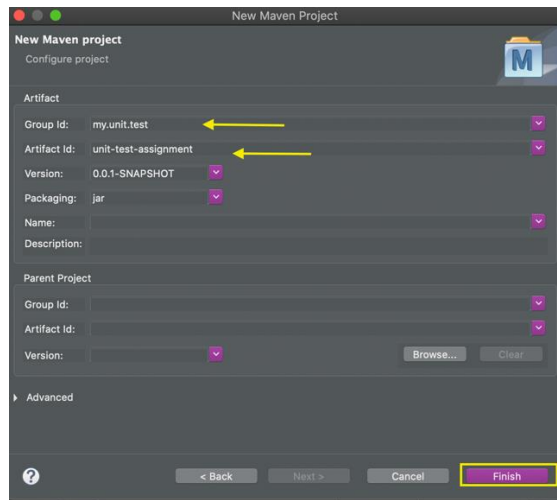 New Maven Project
New Maven project
Configure project
M
Artifact
Group Id: my.unit.test
Artifact Id: unit-test-assignment
Version: 0.0.1-SNAPSHOT
Packaging: jar
Name:
Description:
Parent Project
Group Id:
Artifact Id:
Version: Browse... Clear
Advanced
? < Back Next > Cancel Finish